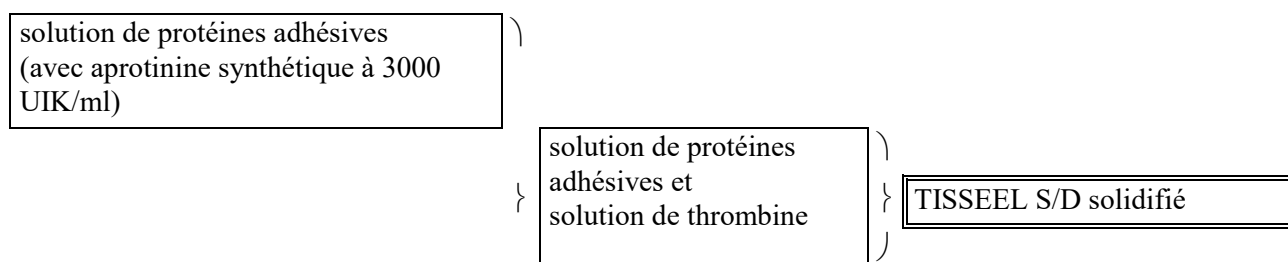 solution de protéines adhésives
(avec aprotinine synthétique à 3000
UIK/ml)
solution de protéines
adhésives et
solution de thrombine
TISSEEL S/D solidifié